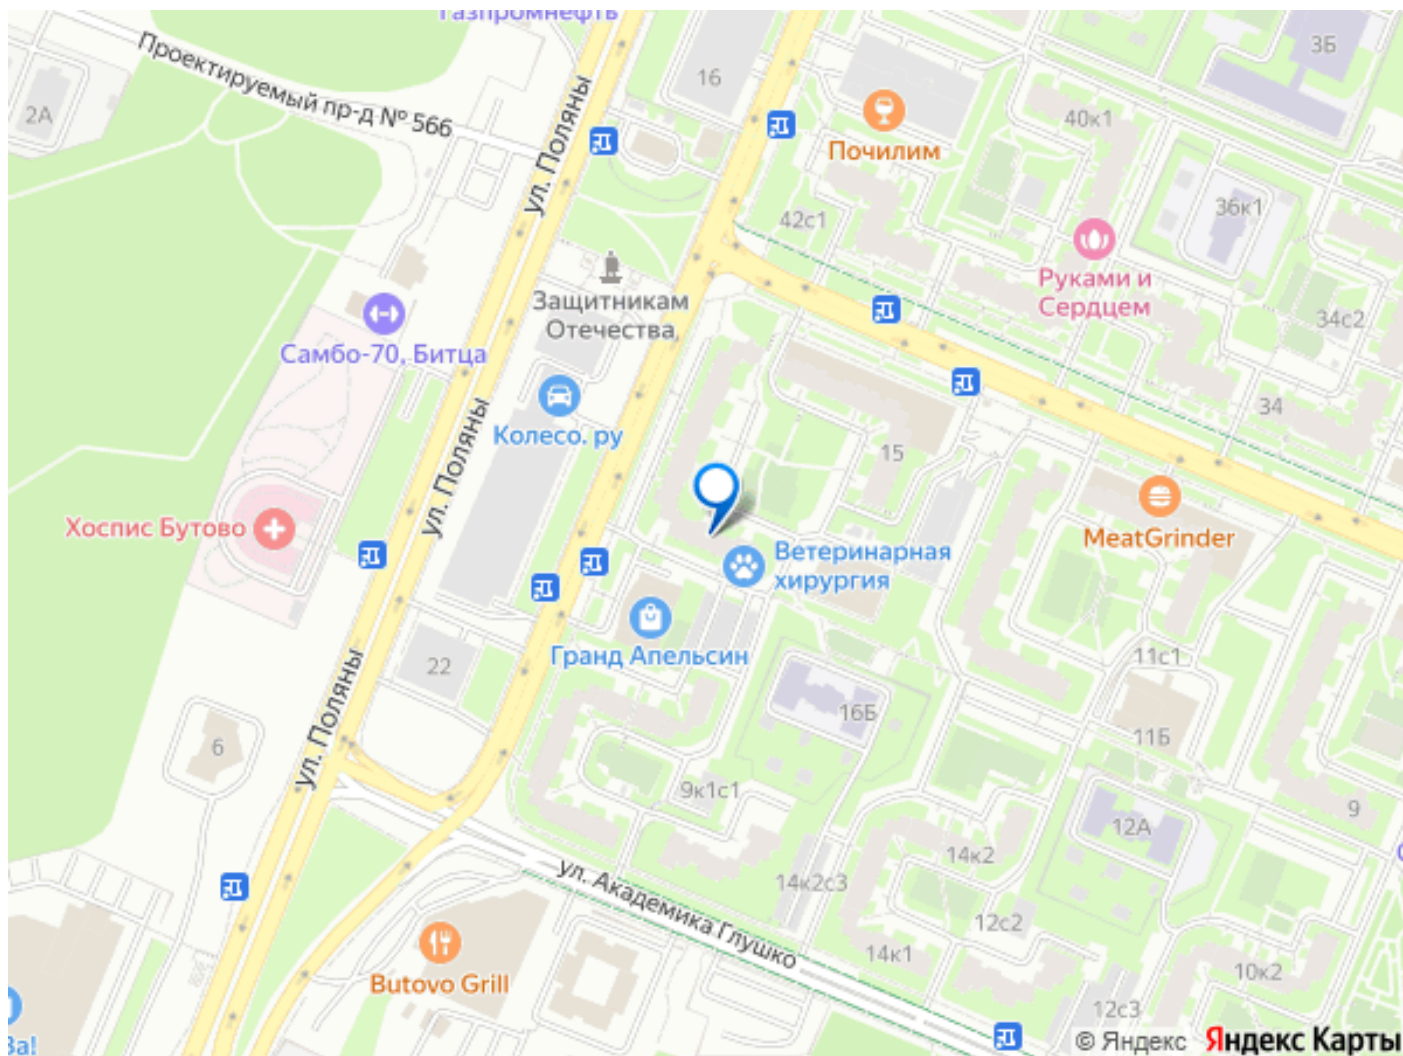 Газпромнефть
Проектируемый пр-д № 566
2А
16
3Б
40к1
Почилим
ул. Поляны
42с1
36к1
Руками и
Сердцем
Защитникам
Отечества
34с2
Самбо-70, Битца
Колесо. ру
34
ул. Поляны
15
Хоспис Бутово
MeatGrinder
Ветеринарная
хирургия
Гранд Апельсин
22
11с1
16Б
11Б
ул. Поляны
6
9к1с1
12А
9
14к2
14к2с3
ул. Академика Глушко
12с2
14к1
10к2
Butovo Grill
12с3
За!
© Яндекс Яндекс Карты